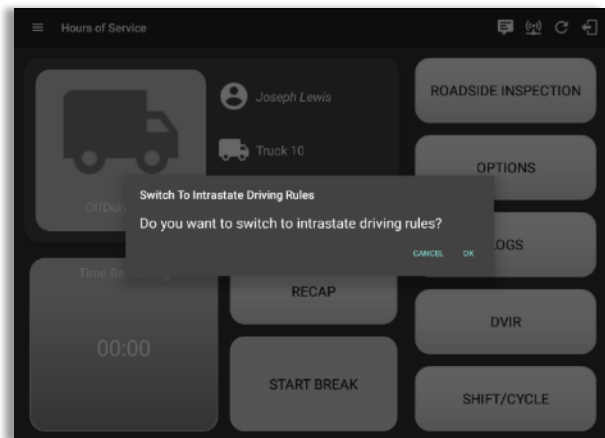 Hours of Service
Joseph Lewis
Truck 10
OffDuty
Time Re
00:00
Switch To Intrastate Driving Rules
Do you want to switch to intrastate driving rules?
CANCEL OK
RECAP
START BREAK
ROADSIDE INSPECTION
OPTIONS
OGS
DVIR
SHIFT/CYCLE